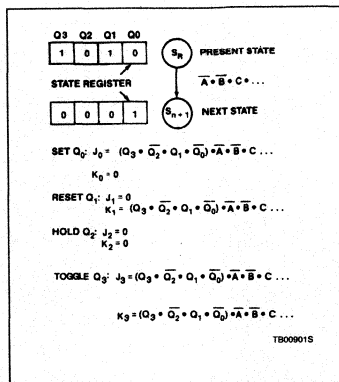 Q3 Q2 Q1 Q0
1 0 1 0
S_R PRESENT STATE
STATE REGISTER
A̅ • B̅ • C • . . .
0 0 0 1
S_n + 1 NEXT STATE
SET Q₀: J₀ = (Q₃ • Q̅₂ • Q₁ • Q̅₀) • A̅ • B̅ • C . . .
K₀ = 0
RESET Q₁: J₁ = 0
K₁ = (Q₃ • Q̅₂ • Q₁ • Q̅₀) • A̅ • B̅ • C . . .
HOLD Q₂: J₂ = 0
K₂ = 0
TOGGLE Q₃: J₃ = (Q₃ • Q̅₂ • Q₁ • Q̅₀) • A̅ • B̅ • C . . .
K₃ = (Q₃ • Q̅₂ • Q₁ • Q̅₀) • A̅ • B̅ • C . . .
TB00901S